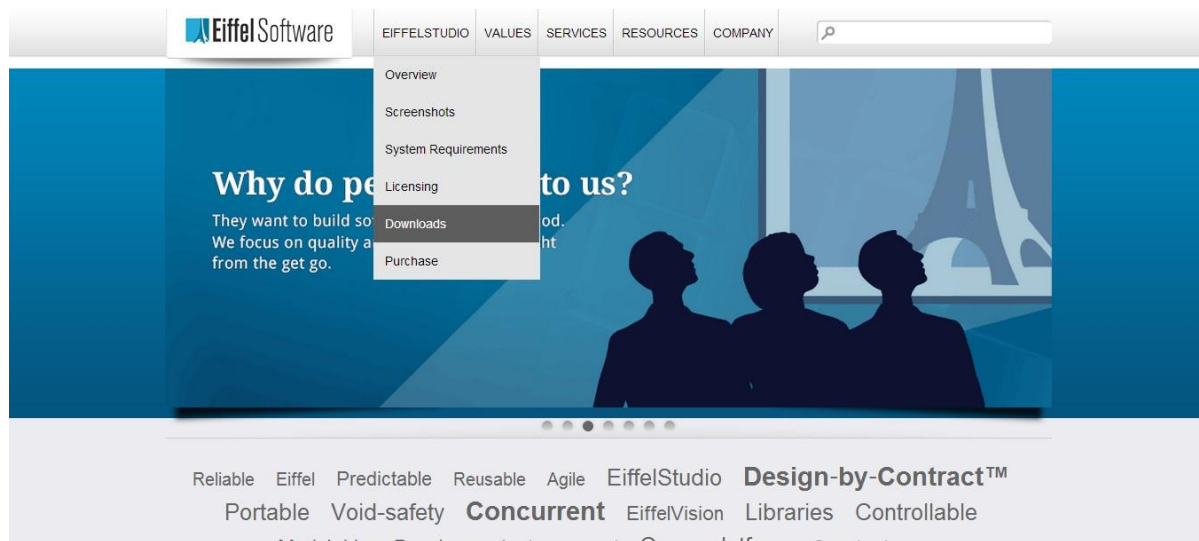 Eiffel Software
EIFFELSTUDIO VALUES SERVICES RESOURCES COMPANY
Overview
Screenshots
System Requirements
Licensing
Downloads
Purchase
Why do pe to us?
They want to build so od.
We focus on quality a ht
from the get go.
Reliable Eiffel Predictable Reusable Agile EiffelStudio Design-by-Contract™
Portable Void-safety Concurrent EiffelVision Libraries Controllable